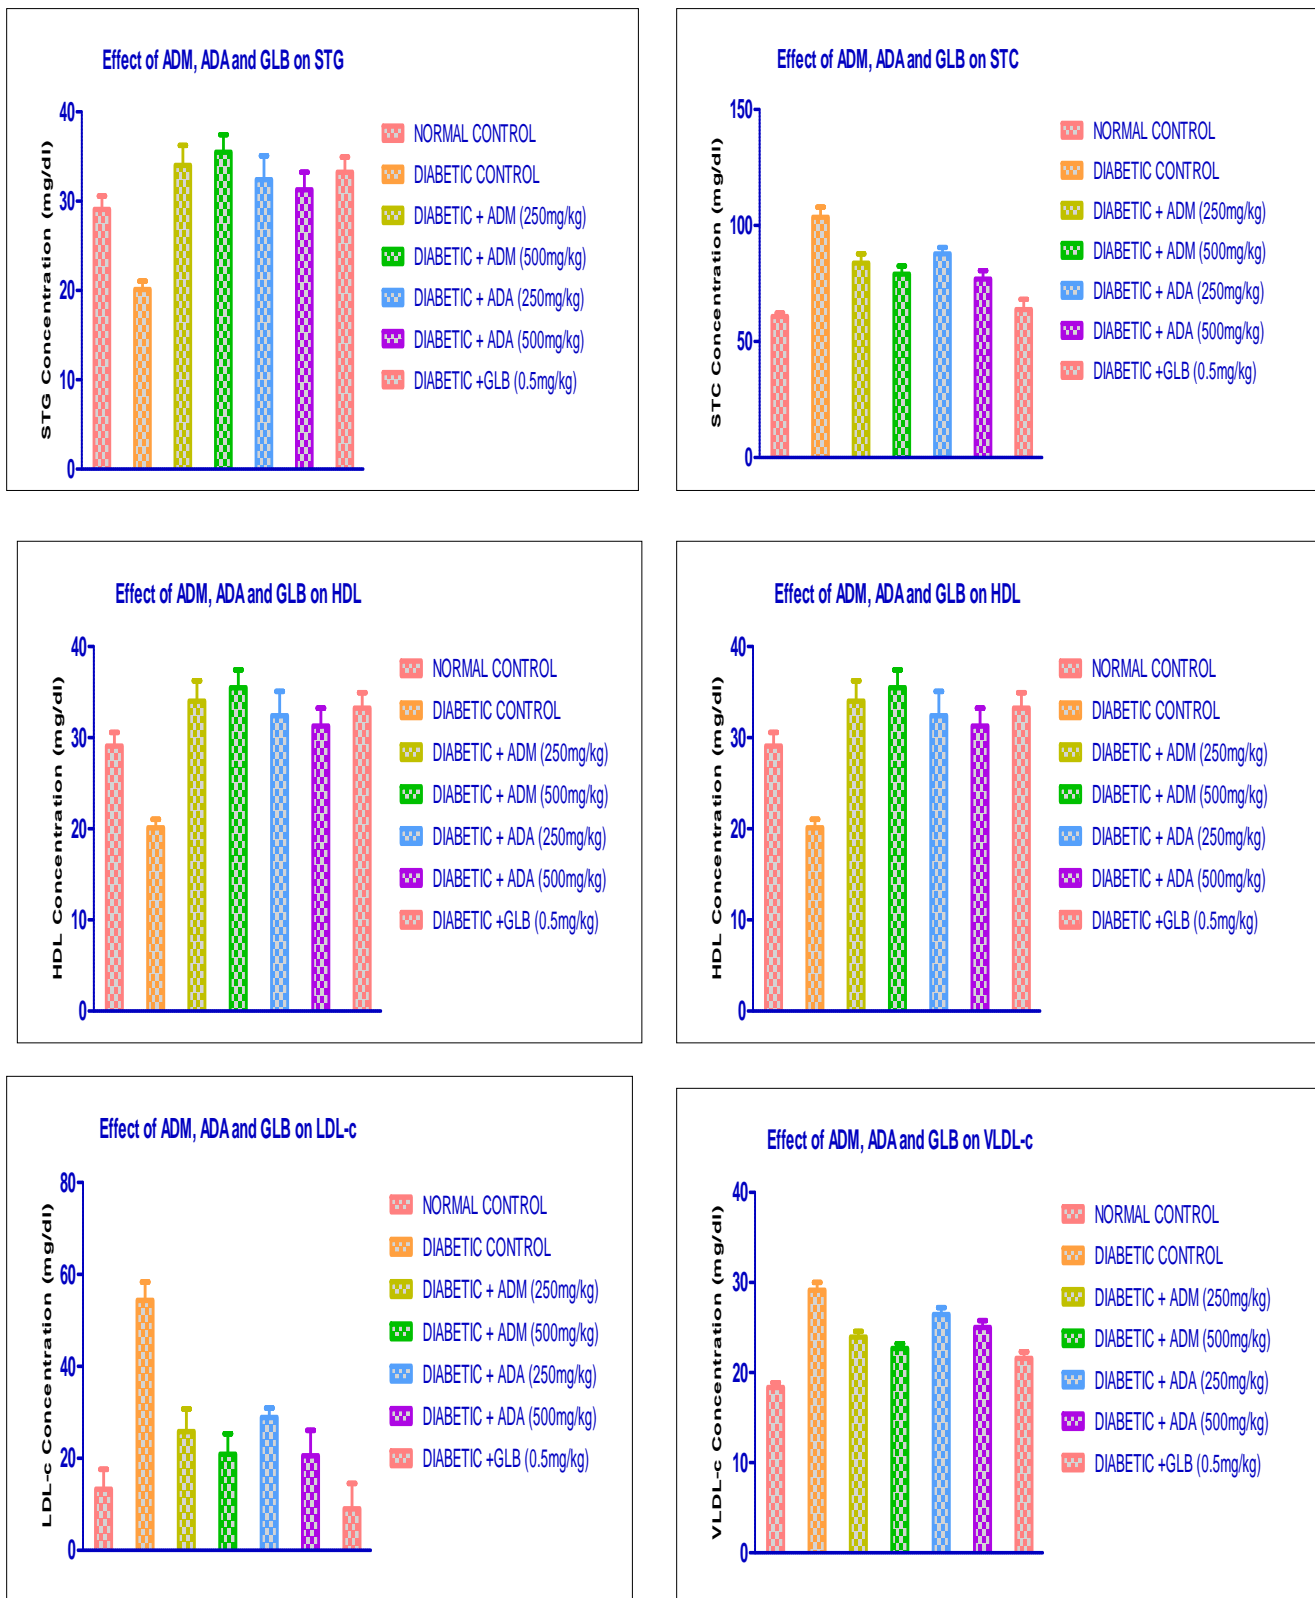 Effect of ADM, ADA and GLB on STG
STG Concentration (mg/dl)
40
30
20
10
0
NORMAL CONTROL
DIABETIC CONTROL
DIABETIC + ADM (250mg/kg)
DIABETIC + ADM (500mg/kg)
DIABETIC + ADA (250mg/kg)
DIABETIC + ADA (500mg/kg)
DIABETIC +GLB (0.5mg/kg)
Effect of ADM, ADA and GLB on STC
STC Concentration (mg/dl)
150
100
50
0
NORMAL CONTROL
DIABETIC CONTROL
DIABETIC + ADM (250mg/kg)
DIABETIC + ADM (500mg/kg)
DIABETIC + ADA (250mg/kg)
DIABETIC + ADA (500mg/kg)
DIABETIC +GLB (0.5mg/kg)
Effect of ADM, ADA and GLB on HDL
HDL Concentration (mg/dl)
40
30
20
10
0
NORMAL CONTROL
DIABETIC CONTROL
DIABETIC + ADM (250mg/kg)
DIABETIC + ADM (500mg/kg)
DIABETIC + ADA (250mg/kg)
DIABETIC + ADA (500mg/kg)
DIABETIC +GLB (0.5mg/kg)
Effect of ADM, ADA and GLB on HDL
HDL Concentration (mg/dl)
40
30
20
10
0
NORMAL CONTROL
DIABETIC CONTROL
DIABETIC + ADM (250mg/kg)
DIABETIC + ADM (500mg/kg)
DIABETIC + ADA (250mg/kg)
DIABETIC + ADA (500mg/kg)
DIABETIC +GLB (0.5mg/kg)
Effect of ADM, ADA and GLB on LDL-c
LDL-c Concentration (mg/dl)
80
60
40
20
0
NORMAL CONTROL
DIABETIC CONTROL
DIABETIC + ADM (250mg/kg)
DIABETIC + ADM (500mg/kg)
DIABETIC + ADA (250mg/kg)
DIABETIC + ADA (500mg/kg)
DIABETIC +GLB (0.5mg/kg)
Effect of ADM, ADA and GLB on VLDL-c
VLDL-c Concentration (mg/dl)
40
30
20
10
0
NORMAL CONTROL
DIABETIC CONTROL
DIABETIC + ADM (250mg/kg)
DIABETIC + ADM (500mg/kg)
DIABETIC + ADA (250mg/kg)
DIABETIC + ADA (500mg/kg)
DIABETIC +GLB (0.5mg/kg)